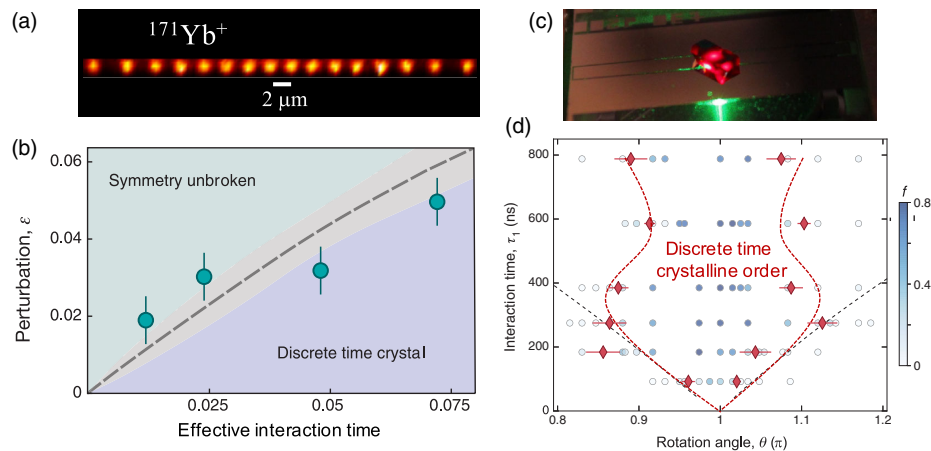 (a)
¹⁷¹Yb⁺
2 μm
(b)
Perturbation, ε
0.06
0.04
0.02
0
Symmetry unbroken
Discrete time crystal
0.025
0.05
0.075
Effective interaction time
(c)
(d)
Interaction time, τ₁ (ns)
800
600
400
200
0
Discrete time
crystalline order
0.8
0.9
1
1.1
1.2
Rotation angle, θ (π)
f
0.8
0.4
0